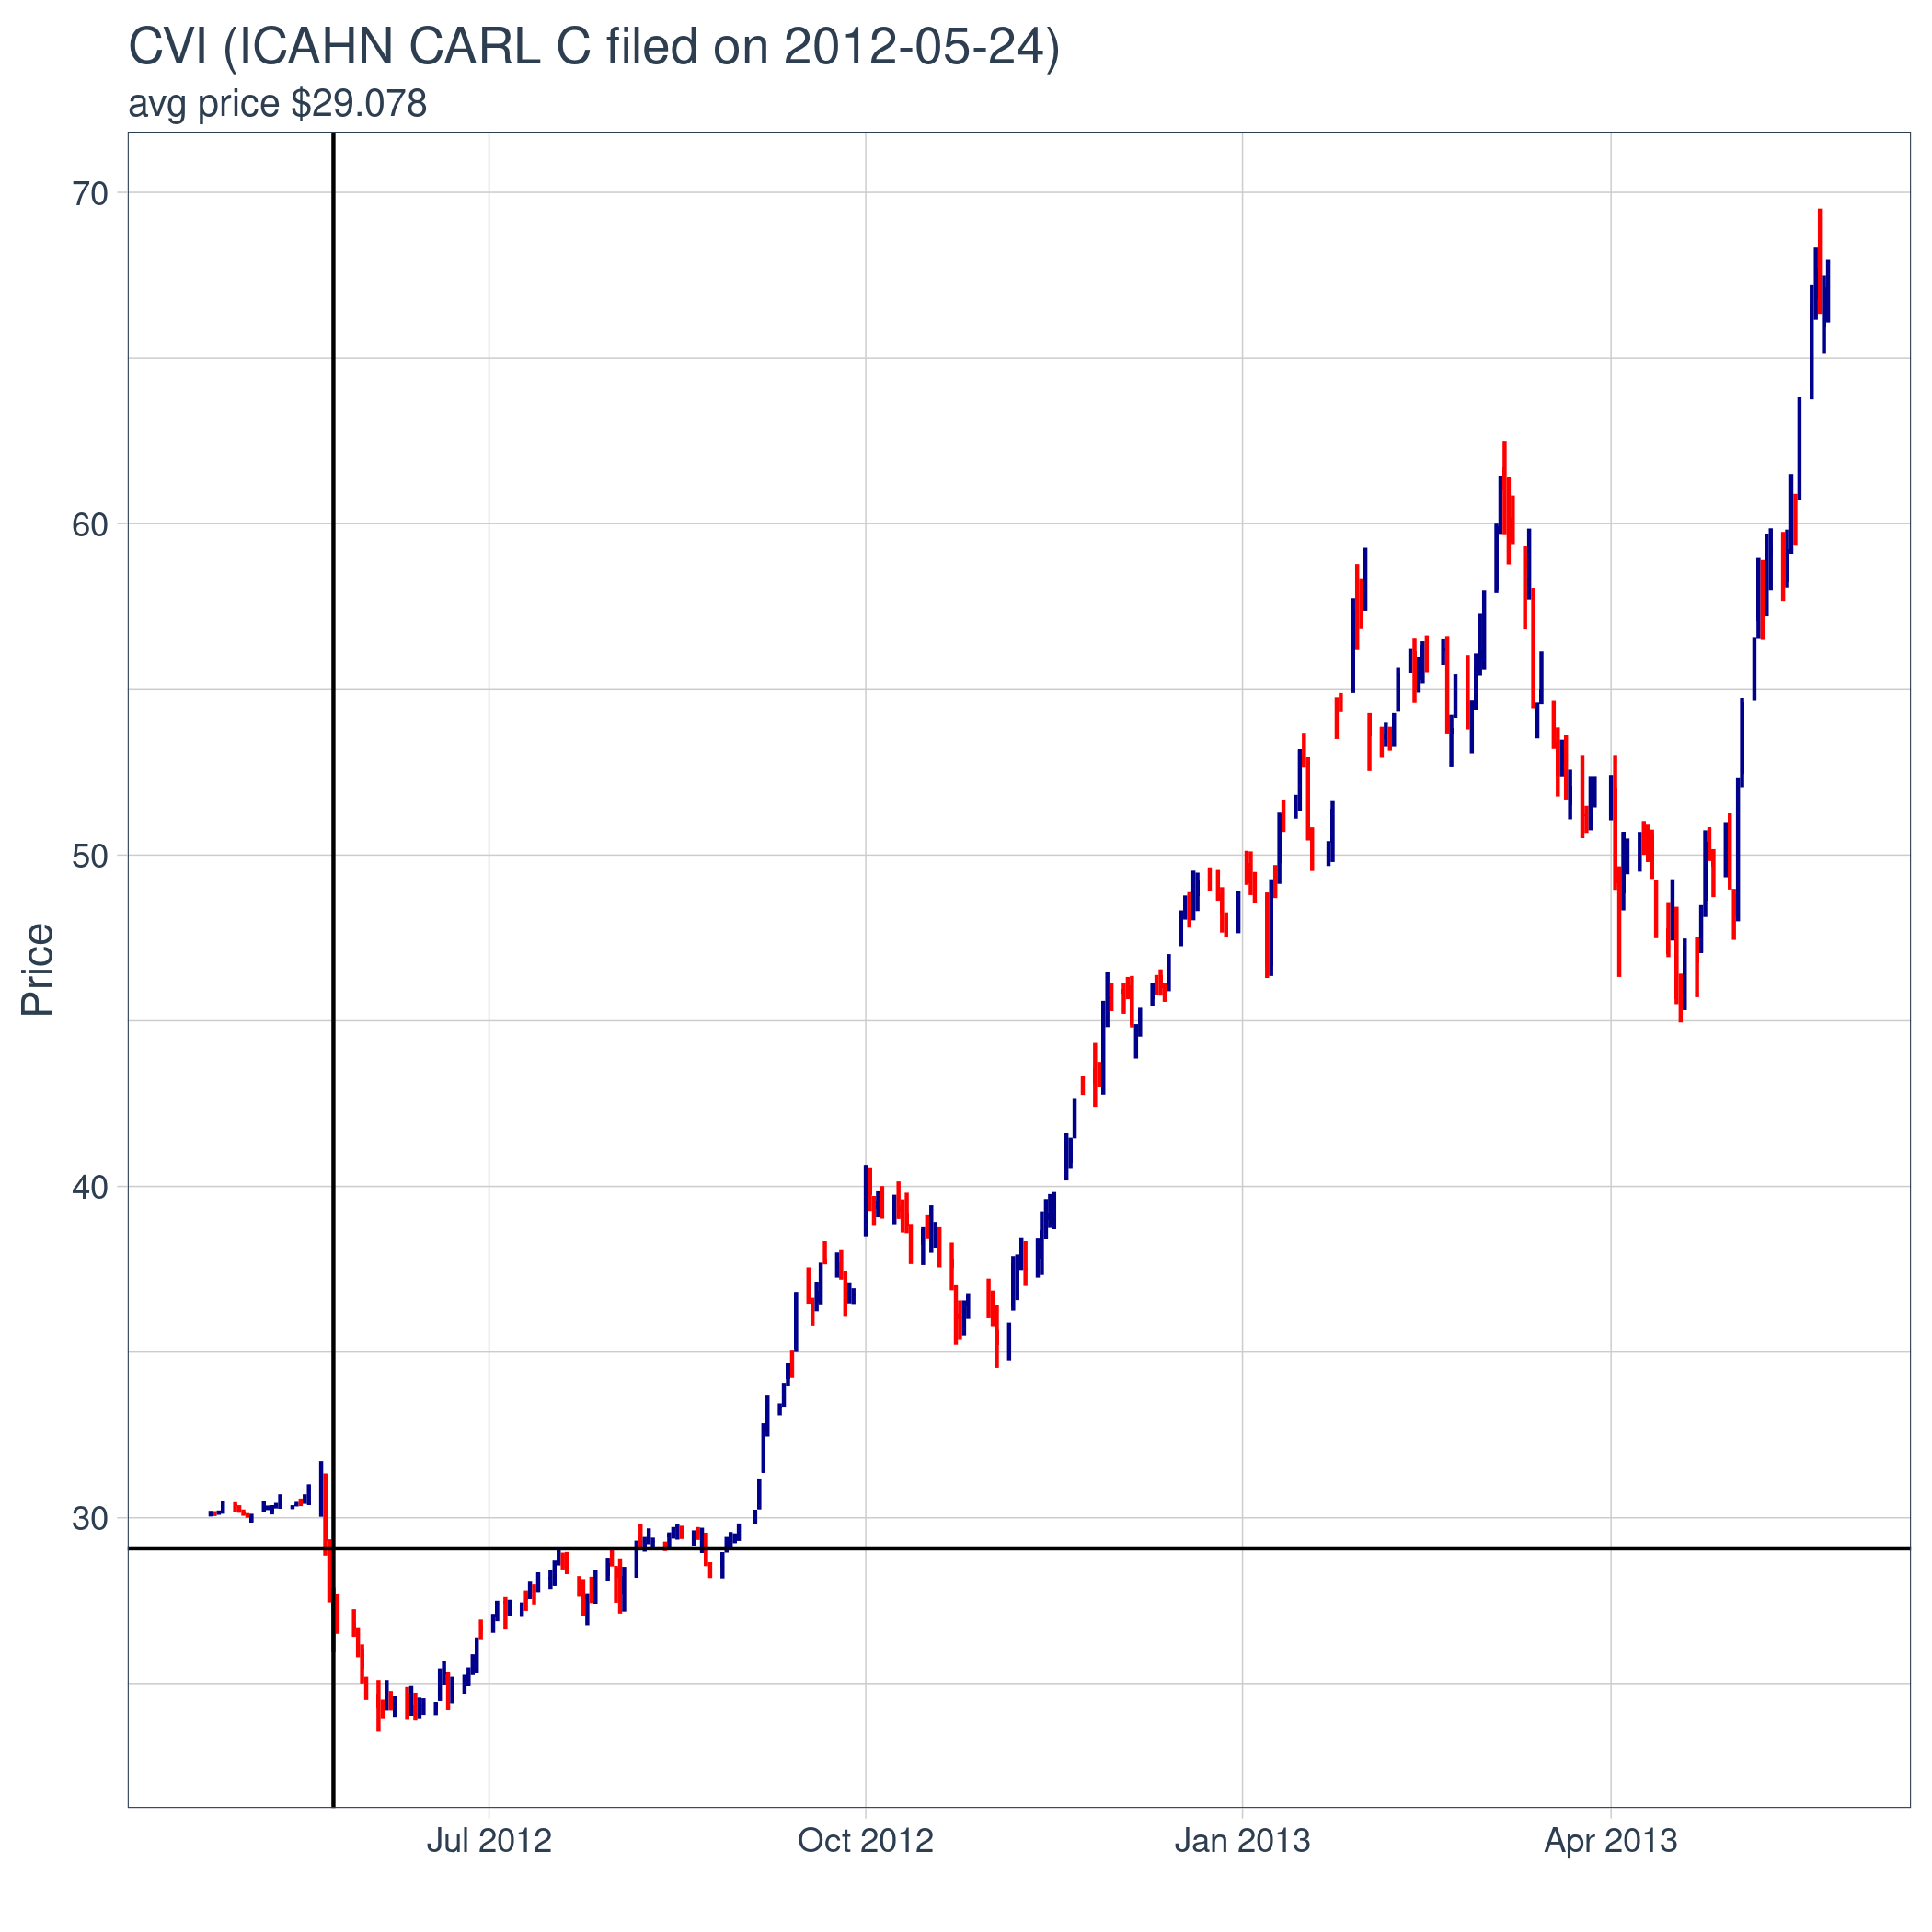 CVI (ICAHN CARL C filed on 2012-05-24)
avg price $29.078
70
60
50
40
30
Price
Jul 2012
Oct 2012
Jan 2013
Apr 2013